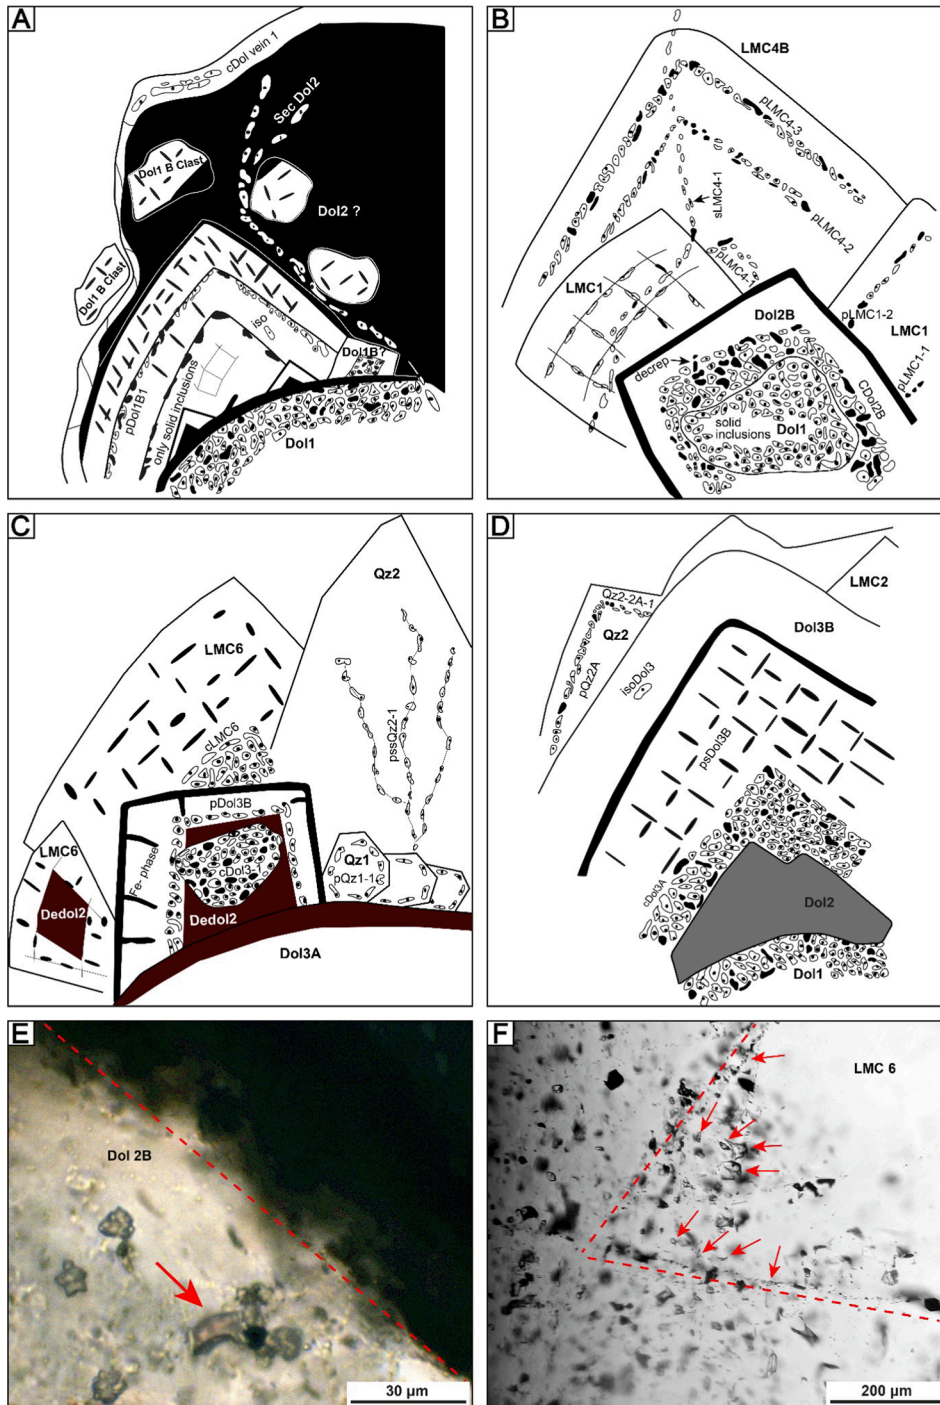 A
cDol vein 1
Sec Dol2
Dol1 B Clast
Dol2 ?
Dol1 B Clast
iso
Dol1B?
pDol1B1
only solid inclusions
Dol1
B
LMC4B
pLMC4-3
sLMC4-1
pLMC4-2
pLMC4-1
LMC1
pLMC1-2
LMC1
Dol2B
decrep
pLMC1-1
CDol2B
solid
inclusions
Dol1
C
Qz2
LMC6
pssQz2-1
cLMC6
pDol3B
LMC6
Fe- phase
cDol3
Qz1
pQz1-1
Dedol2
Dedol2
Dol3A
D
LMC2
Qz2-2A-1
Qz2
Dol3B
pQz2A
isoDol3
psDol3B
cDol3A
Dol2
Dol1
E
Dol 2B
30 µm
F
LMC 6
200 µm